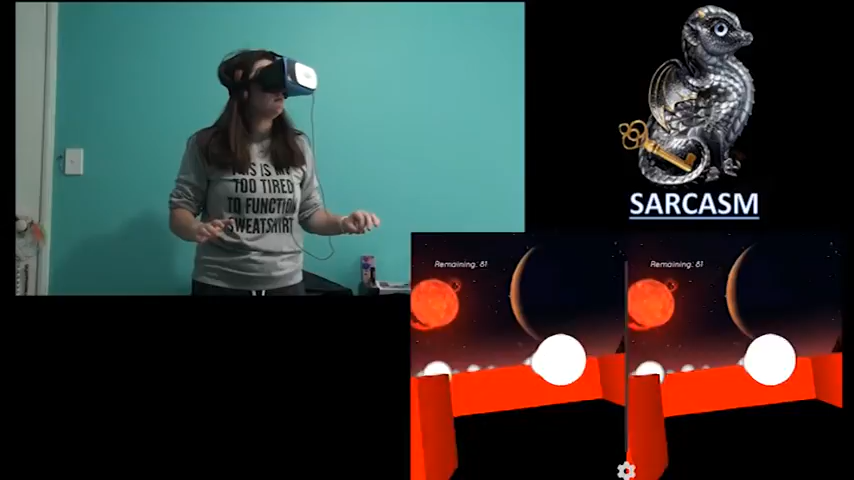 THIS IS MY
TOO TIRED
TO FUNCTION
SWEATSHIRT
SARCASM
Remaining: 81
Remaining: 81